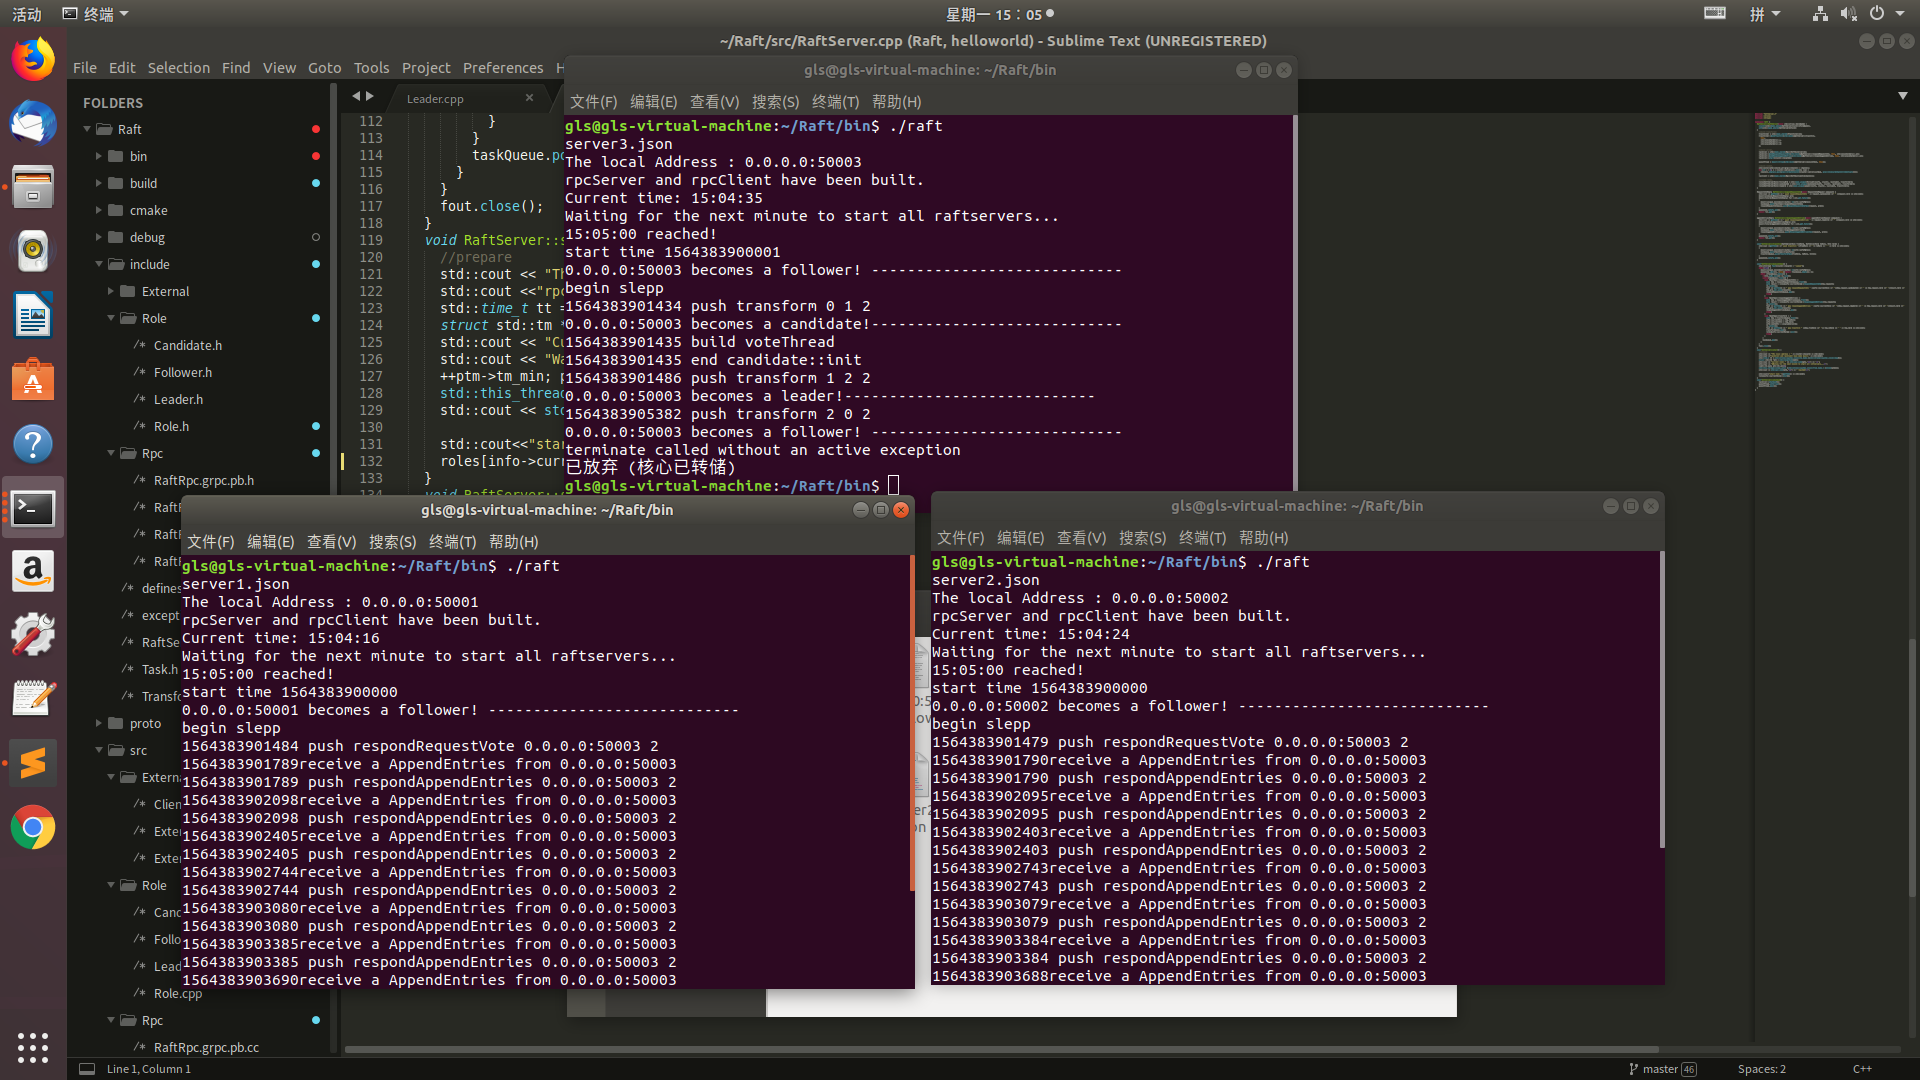 活动
终端
星期一 15：05
拼
~/Raft/src/RaftServer.cpp (Raft, helloworld) - Sublime Text (UNREGISTERED)
File Edit Selection Find View Goto Tools Project Preferences H
FOLDERS
Raft
bin
build
cmake
debug
include
External
Role
/* Candidate.h
/* Follower.h
/* Leader.h
/* Role.h
Rpc
/* RaftRpc.grpc.pb.h
/* Raft
/* Raft
/* Raft
/* defines
/* except
/* RaftSe
/* Task.h
/* Transfo
proto
src
Externa
/* Clien
/* Exter
/* Exter
Role
/* Cand
/* Follo
/* Lead
/* Role.cpp
Rpc
/* RaftRpc.grpc.pb.cc
Leader.cpp
112 }
113 }
114 taskQueue.po
115 }
116 }
117 fout.close();
118 }
119 void RaftServer::s
120 //prepare
121 std::cout << "Th
122 std::cout <<"rpc
123 std::time_t tt =
124 struct std::tm *
125 std::cout << "Cu
126 std::cout << "Wa
127 ++ptm->tm_min; p
128 std::this_thread
129 std::cout << std
130
131 std::cout<<"star
132 roles[info->curr
133 }
gls@gls-virtual-machine: ~/Raft/bin
文件(F) 编辑(E) 查看(V) 搜索(S) 终端(T) 帮助(H)
gls@gls-virtual-machine:~/Raft/bin$ ./raft
server3.json
The local Address : 0.0.0.0:50003
rpcServer and rpcClient have been built.
Current time: 15:04:35
Waiting for the next minute to start all raftservers...
15:05:00 reached!
start time 1564383900001
0.0.0.0:50003 becomes a follower! ----------------------------
begin slepp
1564383901434 push transform 0 1 2
0.0.0.0:50003 becomes a candidate!----------------------------
1564383901435 build voteThread
1564383901435 end candidate::init
1564383901486 push transform 1 2 2
0.0.0.0:50003 becomes a leader!----------------------------
1564383905382 push transform 2 0 2
0.0.0.0:50003 becomes a follower! ----------------------------
terminate called without an active exception
已放弃 (核心已转储)
gls@gls-virtual-machine:~/Raft/bin$
gls@gls-virtual-machine: ~/Raft/bin
文件(F) 编辑(E) 查看(V) 搜索(S) 终端(T) 帮助(H)
gls@gls-virtual-machine:~/Raft/bin$ ./raft
server1.json
The local Address : 0.0.0.0:50001
rpcServer and rpcClient have been built.
Current time: 15:04:16
Waiting for the next minute to start all raftservers...
15:05:00 reached!
start time 1564383900000
0.0.0.0:50001 becomes a follower! ----------------------------
begin slepp
1564383901484 push respondRequestVote 0.0.0.0:50003 2
1564383901789receive a AppendEntries from 0.0.0.0:50003
1564383901789 push respondAppendEntries 0.0.0.0:50003 2
1564383902098receive a AppendEntries from 0.0.0.0:50003
1564383902098 push respondAppendEntries 0.0.0.0:50003 2
1564383902405receive a AppendEntries from 0.0.0.0:50003
1564383902405 push respondAppendEntries 0.0.0.0:50003 2
1564383902744receive a AppendEntries from 0.0.0.0:50003
1564383902744 push respondAppendEntries 0.0.0.0:50003 2
1564383903080receive a AppendEntries from 0.0.0.0:50003
1564383903080 push respondAppendEntries 0.0.0.0:50003 2
1564383903385receive a AppendEntries from 0.0.0.0:50003
1564383903385 push respondAppendEntries 0.0.0.0:50003 2
1564383903690receive a AppendEntries from 0.0.0.0:50003
gls@gls-virtual-machine: ~/Raft/bin
文件(F) 编辑(E) 查看(V) 搜索(S) 终端(T) 帮助(H)
gls@gls-virtual-machine:~/Raft/bin$ ./raft
server2.json
The local Address : 0.0.0.0:50002
rpcServer and rpcClient have been built.
Current time: 15:04:24
Waiting for the next minute to start all raftservers...
15:05:00 reached!
start time 1564383900000
0.0.0.0:50002 becomes a follower! ----------------------------
begin slepp
1564383901479 push respondRequestVote 0.0.0.0:50003 2
1564383901790receive a AppendEntries from 0.0.0.0:50003
1564383901790 push respondAppendEntries 0.0.0.0:50003 2
1564383902095receive a AppendEntries from 0.0.0.0:50003
1564383902095 push respondAppendEntries 0.0.0.0:50003 2
1564383902403receive a AppendEntries from 0.0.0.0:50003
1564383902403 push respondAppendEntries 0.0.0.0:50003 2
1564383902743receive a AppendEntries from 0.0.0.0:50003
1564383902743 push respondAppendEntries 0.0.0.0:50003 2
1564383903079receive a AppendEntries from 0.0.0.0:50003
1564383903079 push respondAppendEntries 0.0.0.0:50003 2
1564383903384receive a AppendEntries from 0.0.0.0:50003
1564383903384 push respondAppendEntries 0.0.0.0:50003 2
1564383903688receive a AppendEntries from 0.0.0.0:50003
Line 1, Column 1
master 46
Spaces: 2
C++